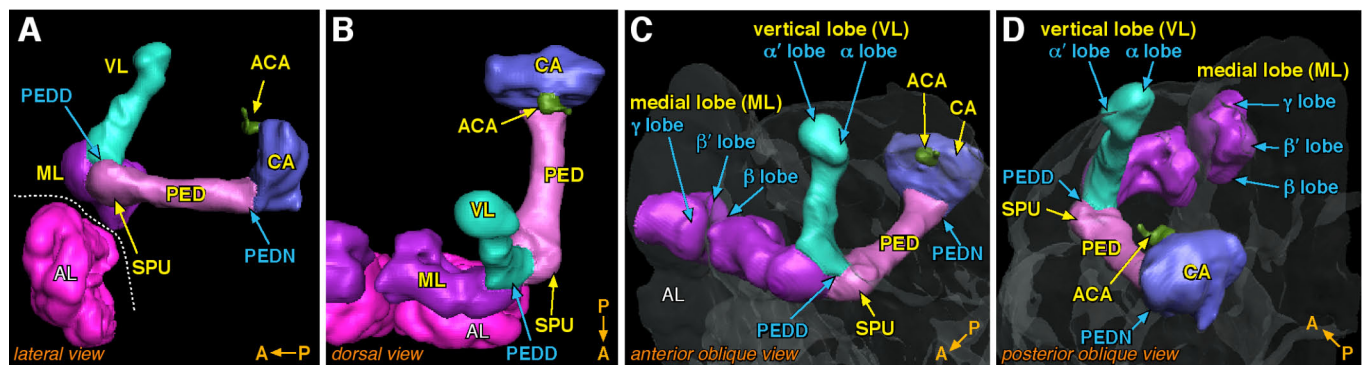 A
VL
ACA
PEDD
ML
CA
PED
AL
SPU
PEDN
lateral view
A P
B
CA
ACA
PED
VL
ML
AL
SPU
PEDD
P
A
dorsal view
C
vertical lobe (VL)
α′ lobe α lobe
ACA
CA
medial lobe (ML)
γ lobe
β′ lobe
β lobe
PED
PEDN
AL
PEDD
SPU
P
A
anterior oblique view
D
vertical lobe (VL)
α′ lobe α lobe
medial lobe (ML)
γ lobe
β′ lobe
β lobe
PEDD
SPU
PED
CA
ACA
PEDN
A
P
posterior oblique view